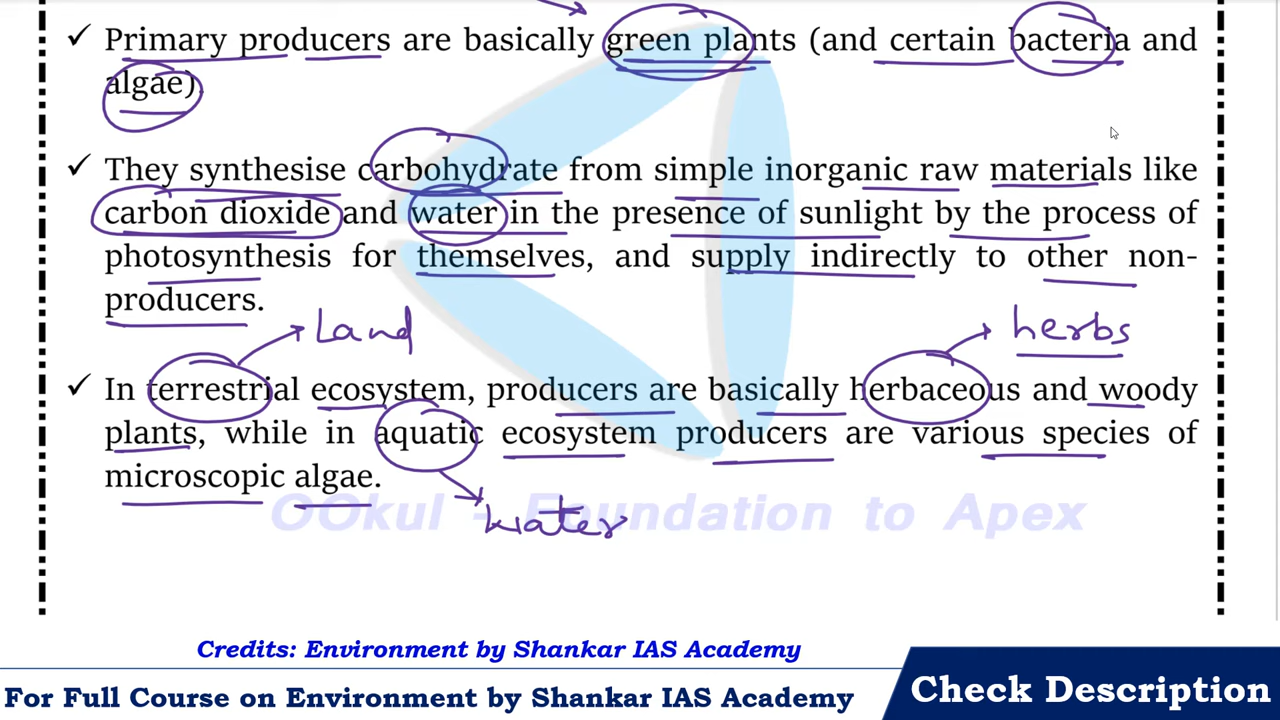 ✓ Primary producers are basically green plants (and certain bacteria and
algae).
✓ They synthesise carbohydrate from simple inorganic raw materials like
carbon dioxide and water in the presence of sunlight by the process of
photosynthesis for themselves, and supply indirectly to other non-
producers.
Land
herbs
✓ In terrestrial ecosystem, producers are basically herbaceous and woody
plants, while in aquatic ecosystem producers are various species of
microscopic algae.
GOkul - Foundation to Apex
water
Credits: Environment by Shankar IAS Academy
For Full Course on Environment by Shankar IAS Academy
Check Description